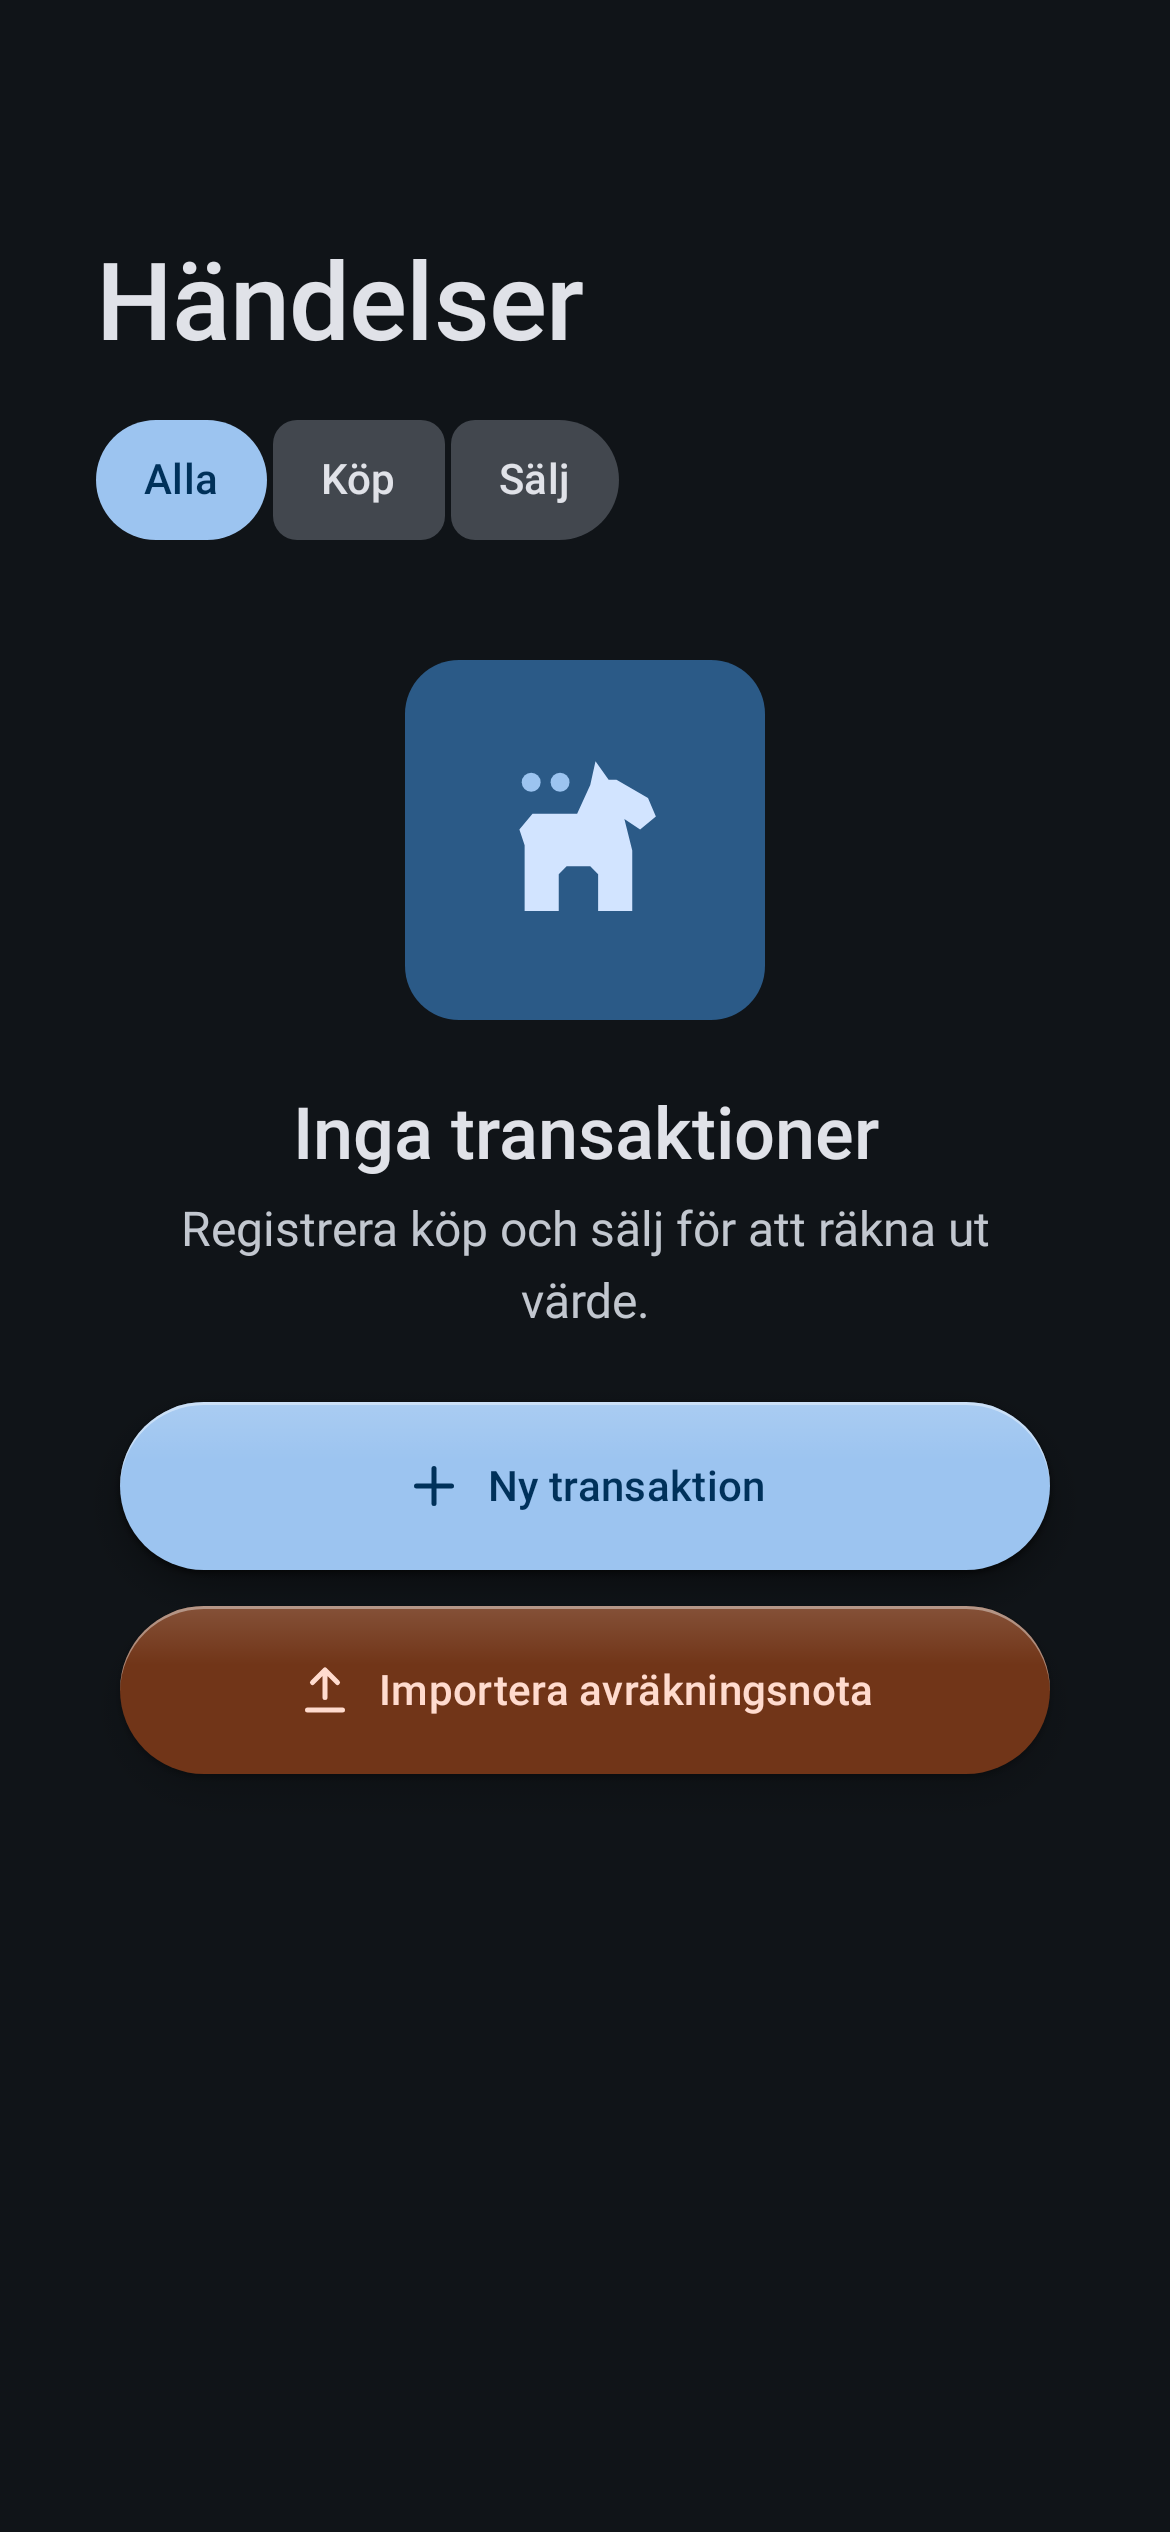 Händelser
Alla
Köp
Sälj
Inga transaktioner
Registrera köp och sälj för att räkna ut
värde.
Ny transaktion
Importera avräkningsnota